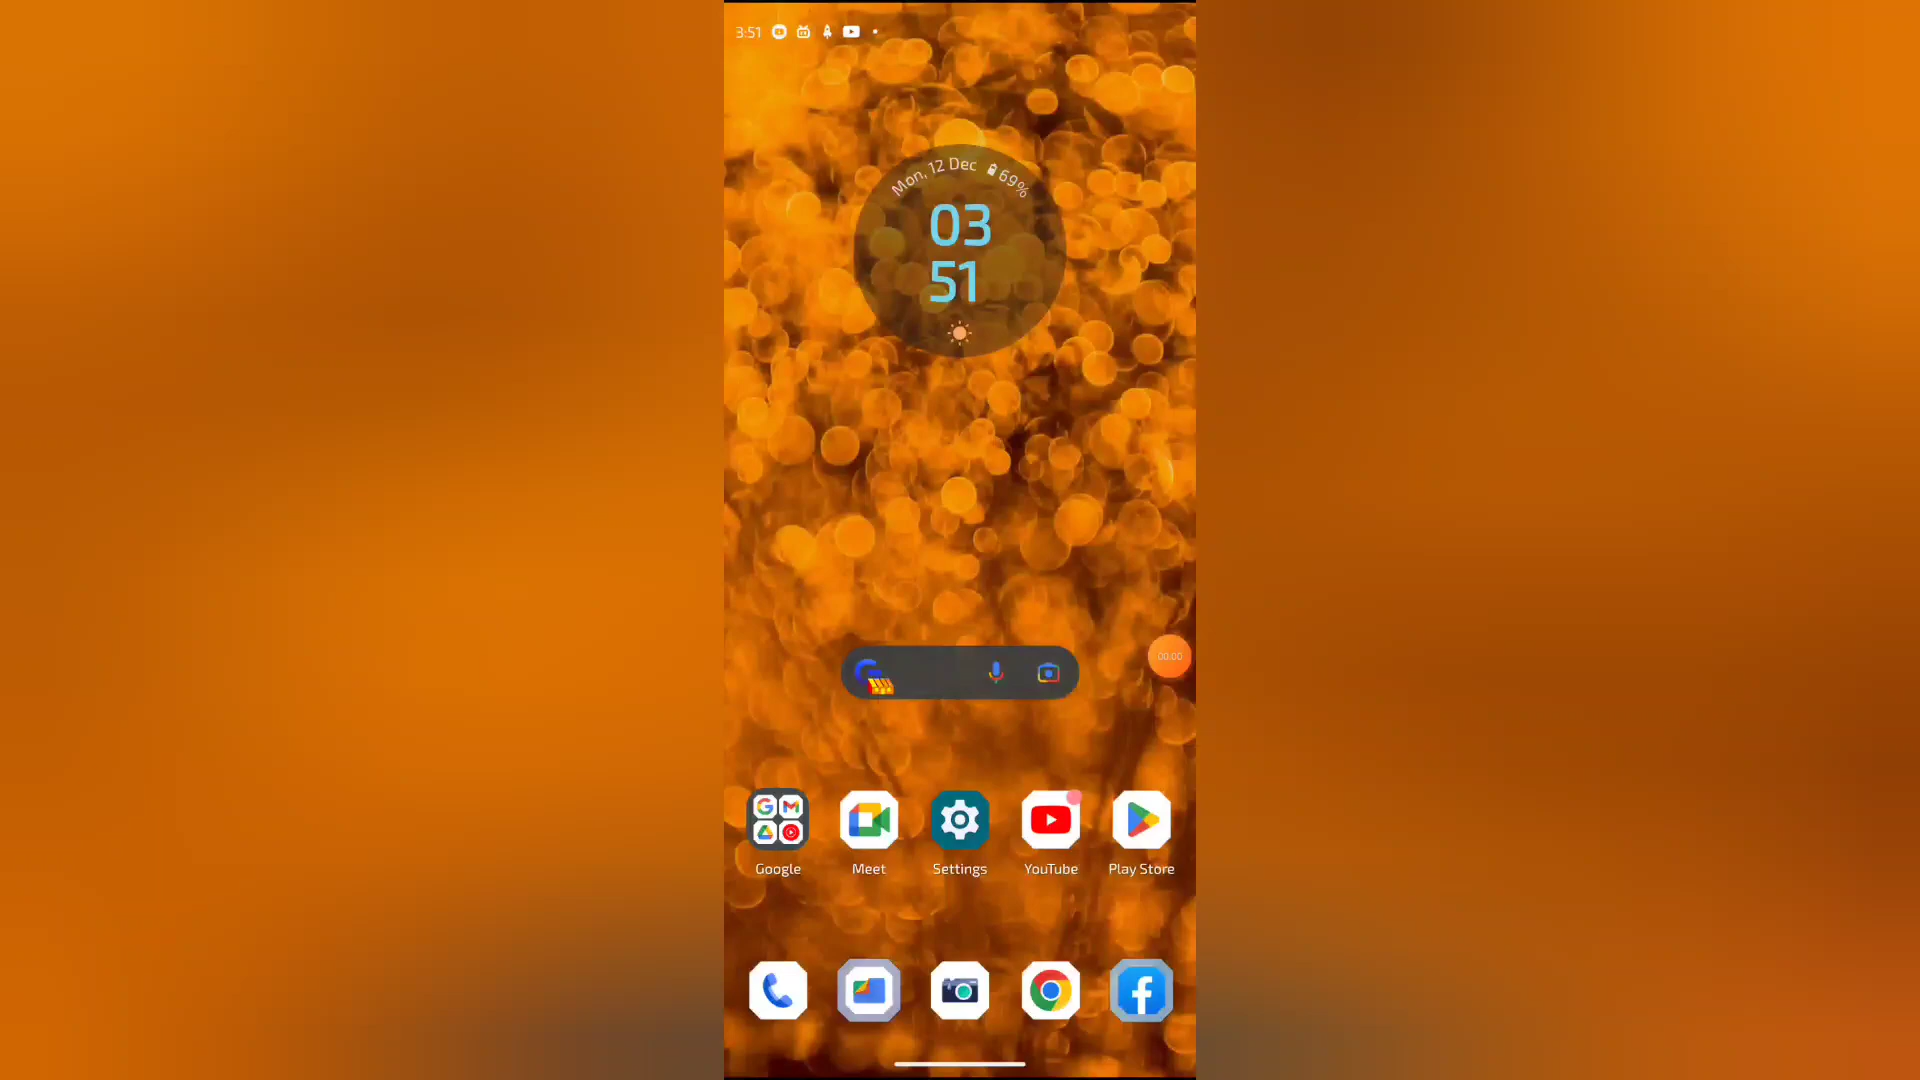 3:51
Mon, 12 Dec 69%
03
51
00:00
Google
Meet
Settings
YouTube
Play Store